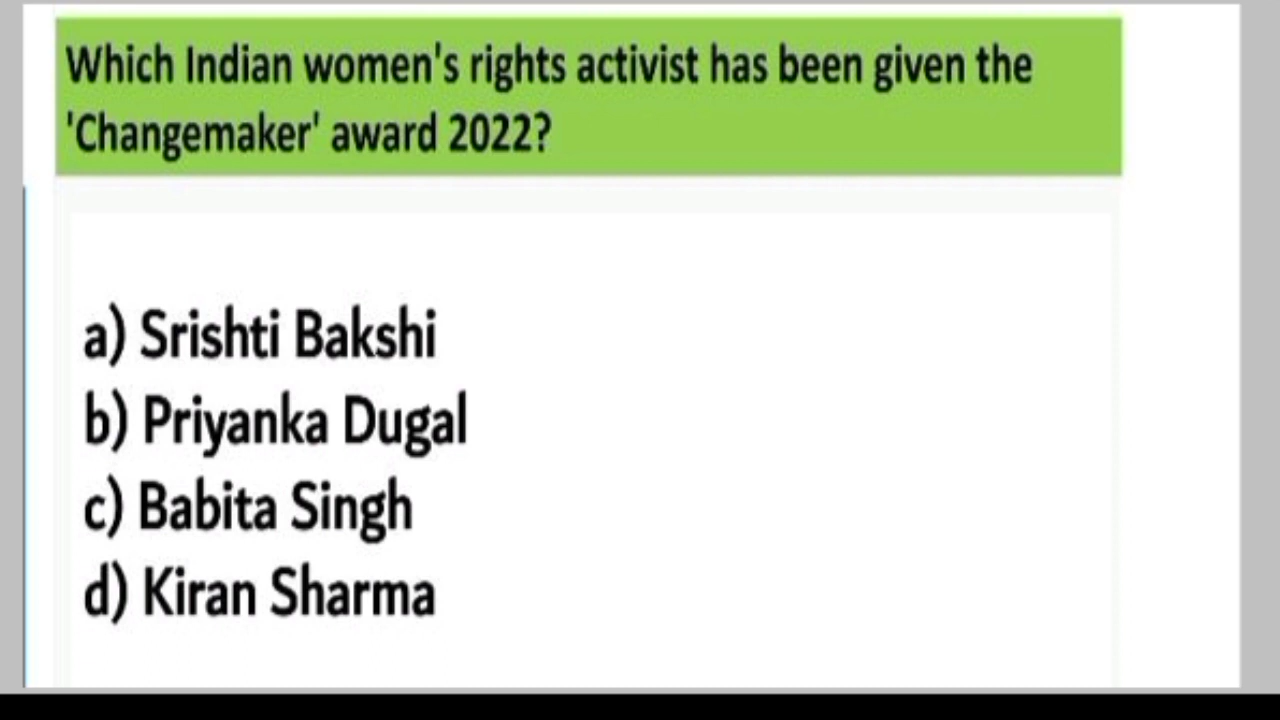 Which Indian women's rights activist has been given the
'Changemaker' award 2022?
a) Srishti Bakshi
b) Priyanka Dugal
c) Babita Singh
d) Kiran Sharma